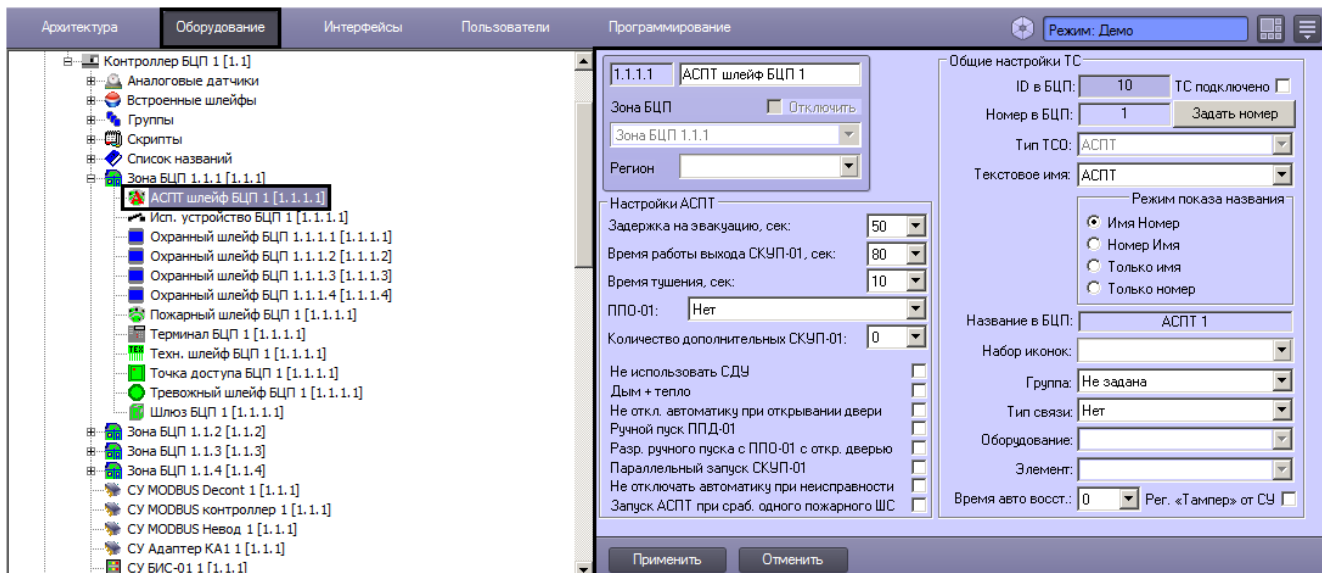 Архитектура
Оборудование
Интерфейсы
Пользователи
Программирование
Режим: Демо
Контроллер БЦП 1 [1.1]
Аналоговые датчики
Встроенные шлейфы
Группы
Скрипты
Список названий
Зона БЦП 1.1.1 [1.1.1]
АСПТ шлейф БЦП 1 [1.1.1.1]
Исп. устройство БЦП 1 [1.1.1.1]
Охранный шлейф БЦП 1.1.1.1 [1.1.1.1]
Охранный шлейф БЦП 1.1.1.2 [1.1.1.2]
Охранный шлейф БЦП 1.1.1.3 [1.1.1.3]
Охранный шлейф БЦП 1.1.1.4 [1.1.1.4]
Пожарный шлейф БЦП 1 [1.1.1.1]
Терминал БЦП 1 [1.1.1.1]
Техн. шлейф БЦП 1 [1.1.1.1]
Точка доступа БЦП 1 [1.1.1.1]
Тревожный шлейф БЦП 1 [1.1.1.1]
Шлюз БЦП 1 [1.1.1.1]
Зона БЦП 1.1.2 [1.1.2]
Зона БЦП 1.1.3 [1.1.3]
Зона БЦП 1.1.4 [1.1.4]
СУ MODBUS Decont 1 [1.1.1]
СУ MODBUS контроллер 1 [1.1.1]
СУ MODBUS Невод 1 [1.1.1]
СУ Адаптер КА1 1 [1.1.1]
СУ БИС-01 1 [1.1.1]
1.1.1.1 АСПТ шлейф БЦП 1
Зона БЦП Отключить
Зона БЦП 1.1.1
Регион
Настройки АСПТ
Задержка на эвакуацию, сек: 50
Время работы выхода СКУП-01, сек: 80
Время тушения, сек: 10
ППО-01: Нет
Количество дополнительных СКУП-01: 0
Не использовать СДУ
Дым + тепло
Не откл. автоматику при открывании двери
Ручной пуск ППД-01
Разр. ручного пуска с ППО-01 с откр. дверью
Параллельный запуск СКУП-01
Не отключать автоматику при неисправности
Запуск АСПТ при сраб. одного пожарного ШС
Общие настройки ТС
ID в БЦП: 10 ТС подключено
Номер в БЦП: 1 Задать номер
Тип ТСО: АСПТ
Текстовое имя: АСПТ
Режим показа названия
Имя Номер
Номер Имя
Только имя
Только номер
Название в БЦП: АСПТ 1
Набор иконок:
Группа: Не задана
Тип связи: Нет
Оборудование:
Элемент:
Время авто восст.: 0 Рег. «Тампер» от СУ
Применить
Отменить